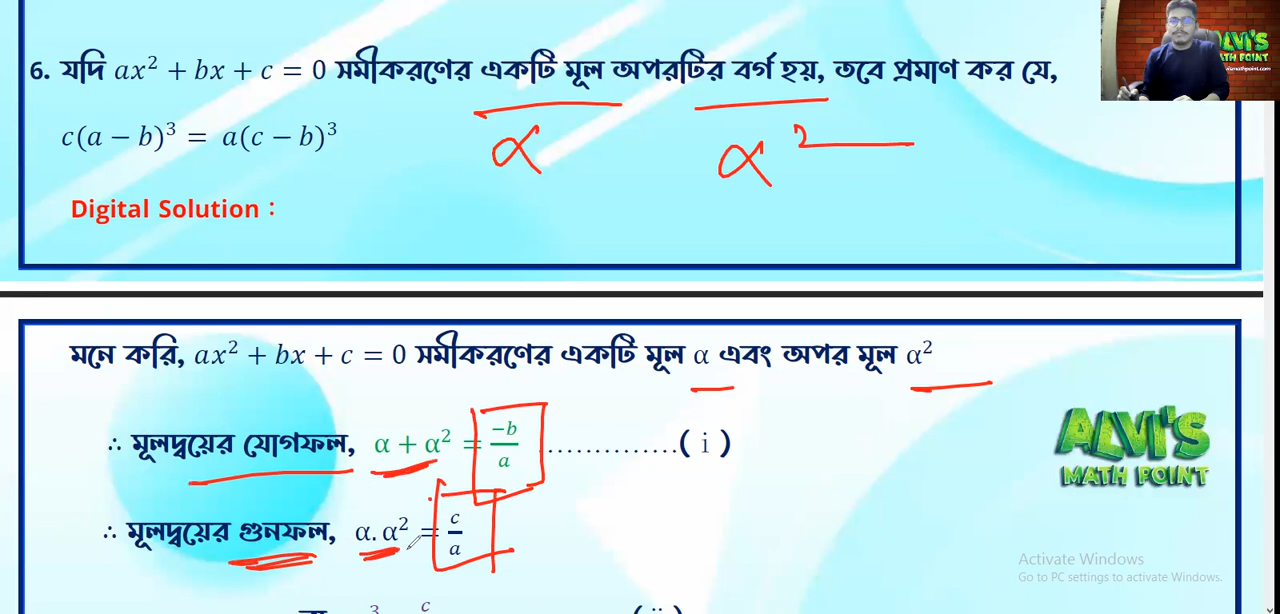 6. যদি ax² + bx + c = 0 সমীকরণের একটি মূল অপরটির বর্গ হয়, তবে প্রমাণ কর যে,
c(a − b)³ = a(c − b)³
α α²
Digital Solution :
মনে করি, ax² + bx + c = 0 সমীকরণের একটি মূল α এবং অপর মূল α²
∴ মূলদ্বয়ের যোগফল, α + α² = −b/a ..............( i )
ALVI'S
MATH POINT
∴ মূলদ্বয়ের গুনফল, α. α² = c/a
Activate Windows
Go to PC settings to activate Windows.